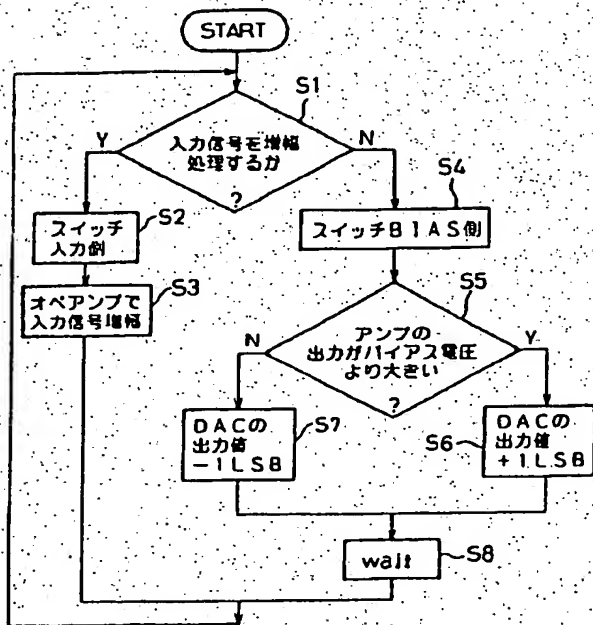 START
S1
Y
入力信号を増幅
処理するか
?
N
S4
S2
スイッチ
入力側
スイッチBIAS側
S3
オペアンプで
入力信号増幅
S5
N
アンプの
出力がバイアス電圧
より大きい
?
Y
DACの
出力値
-1LSB
S7
S6
DACの
出力値
+1LSB
wait
S8